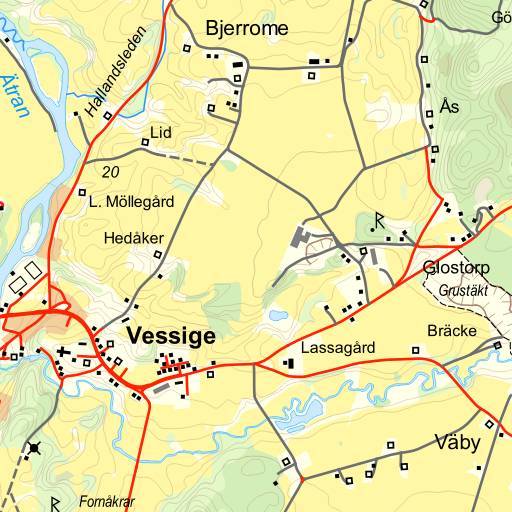 Gö
Bjerrome
Hallandsleden
Ätran
Ås
Lid
20
L. Möllegård
Hedåker
Glostorp
Grustäkt
Vessige
Lassagård
Bräcke
Väby
Fornåkrar
R
R